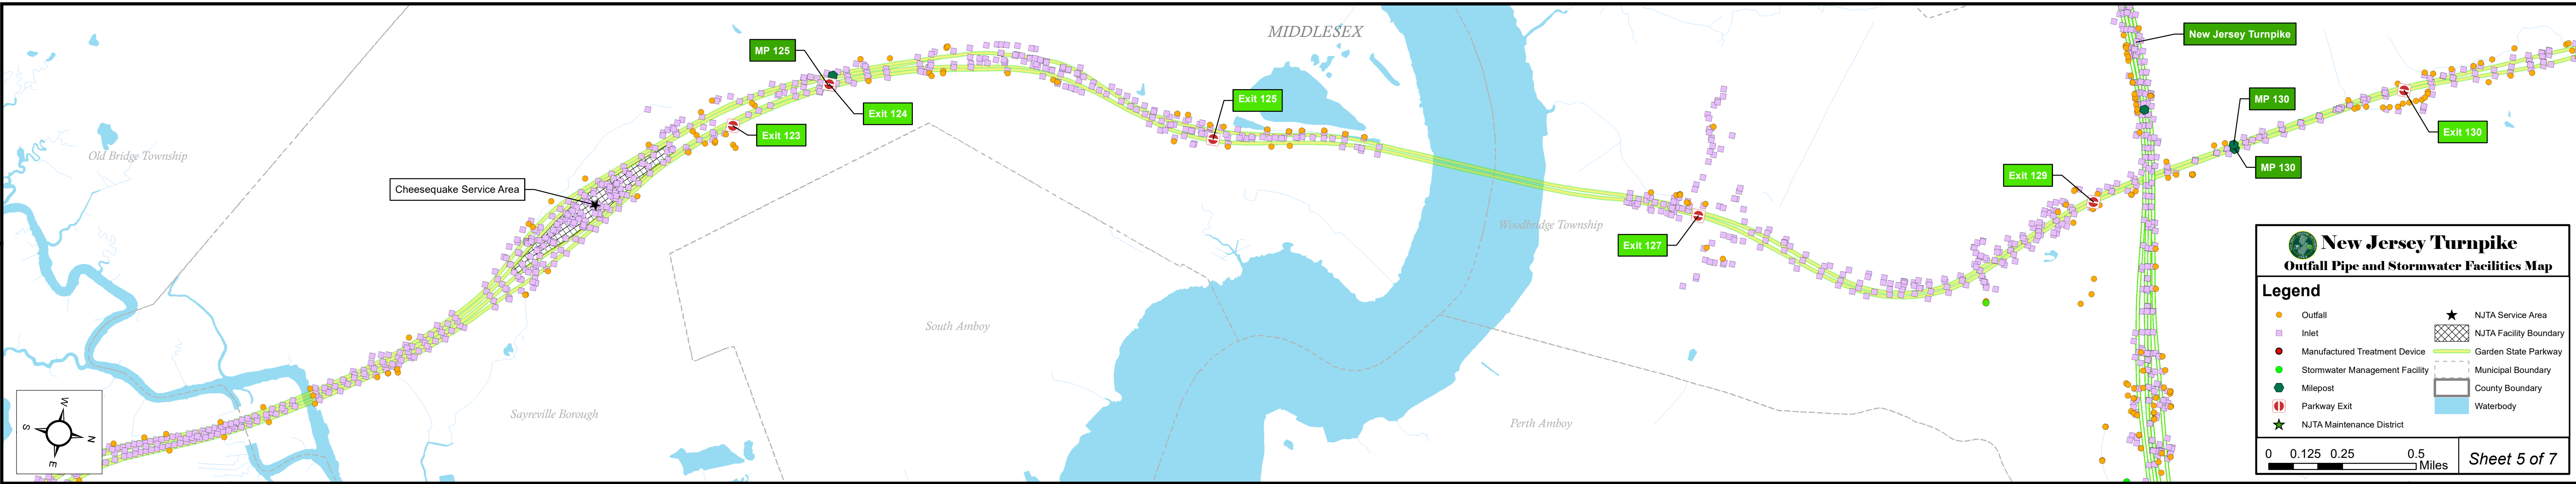 MIDDLESEX
New Jersey Turnpike
MP 125
Exit 125
MP 130
Exit 124
Exit 123
Exit 130
Old Bridge Township
MP 130
Exit 129
Cheesequake Service Area
Woodbridge Township
Exit 127
South Amboy
Sayreville Borough
Perth Amboy
W
S
N
E
New Jersey Turnpike
Outfall Pipe and Stormwater Facilities Map
Legend
Outfall
Inlet
Manufactured Treatment Device
Stormwater Management Facility
Milepost
Parkway Exit
NJTA Maintenance District
NJTA Service Area
NJTA Facility Boundary
Garden State Parkway
Municipal Boundary
County Boundary
Waterbody
0 0.125 0.25 0.5
Miles
Sheet 5 of 7